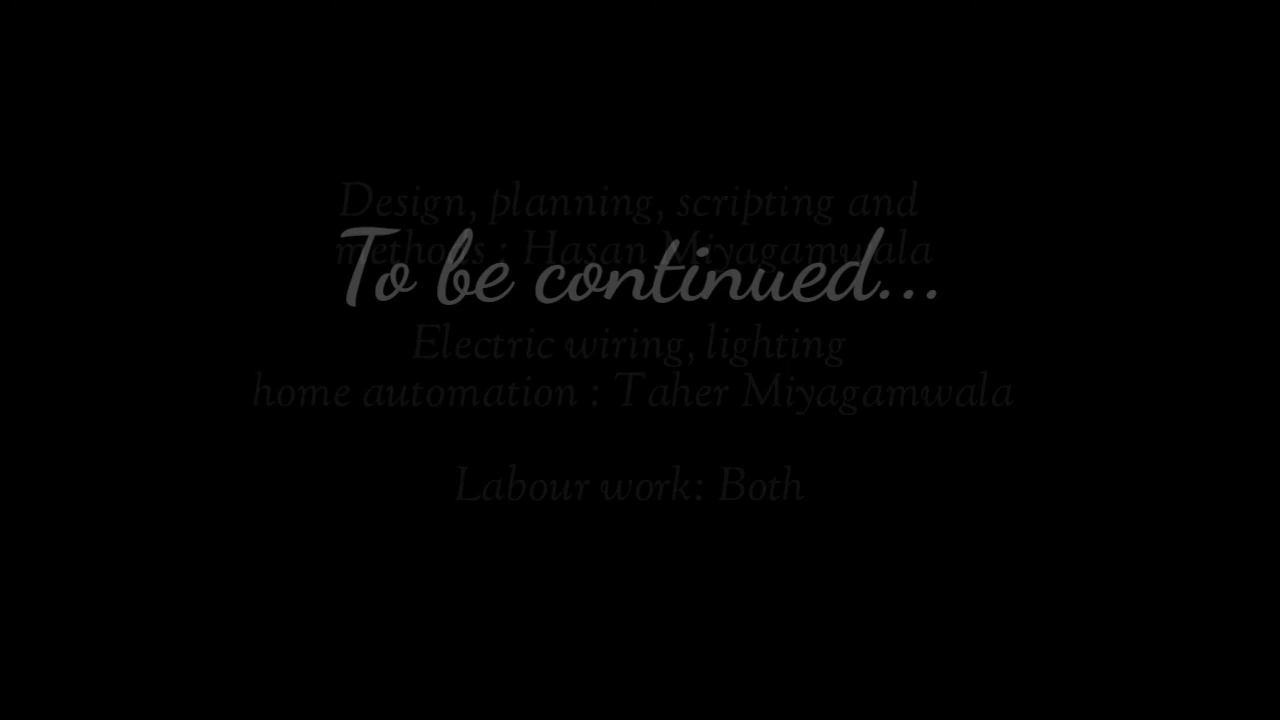 Design, planning, scripting and
methods : Hasan Miyagamwala
To be continued...
Electric wiring, lighting
home automation : Taher Miyagamwala
Labour work: Both